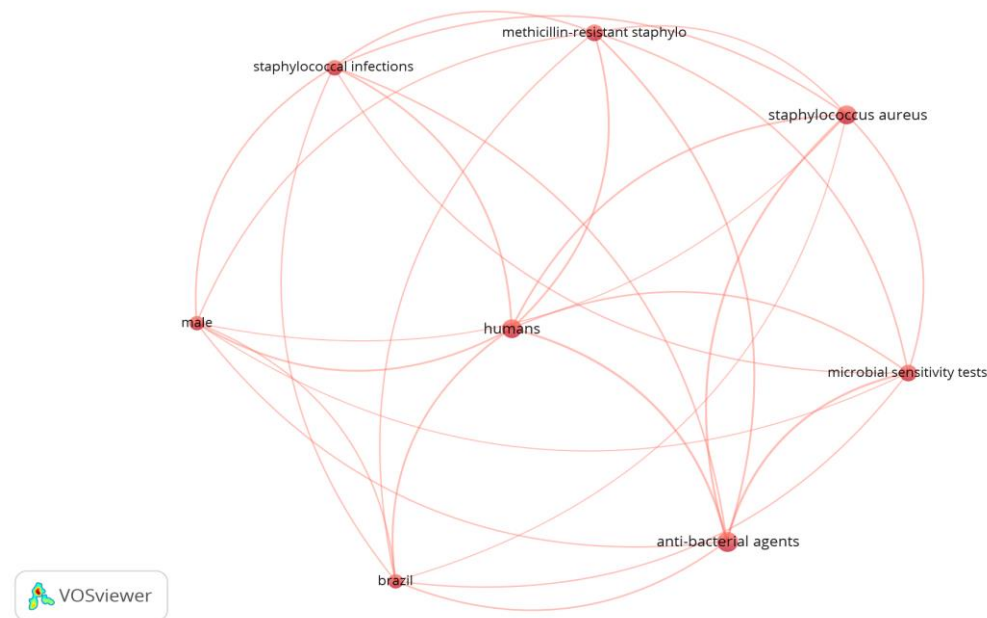 methicillin-resistant staphylo
staphylococcal infections
staphylococcus aureus
male
humans
microbial sensitivity tests
anti-bacterial agents
brazil
VOSviewer